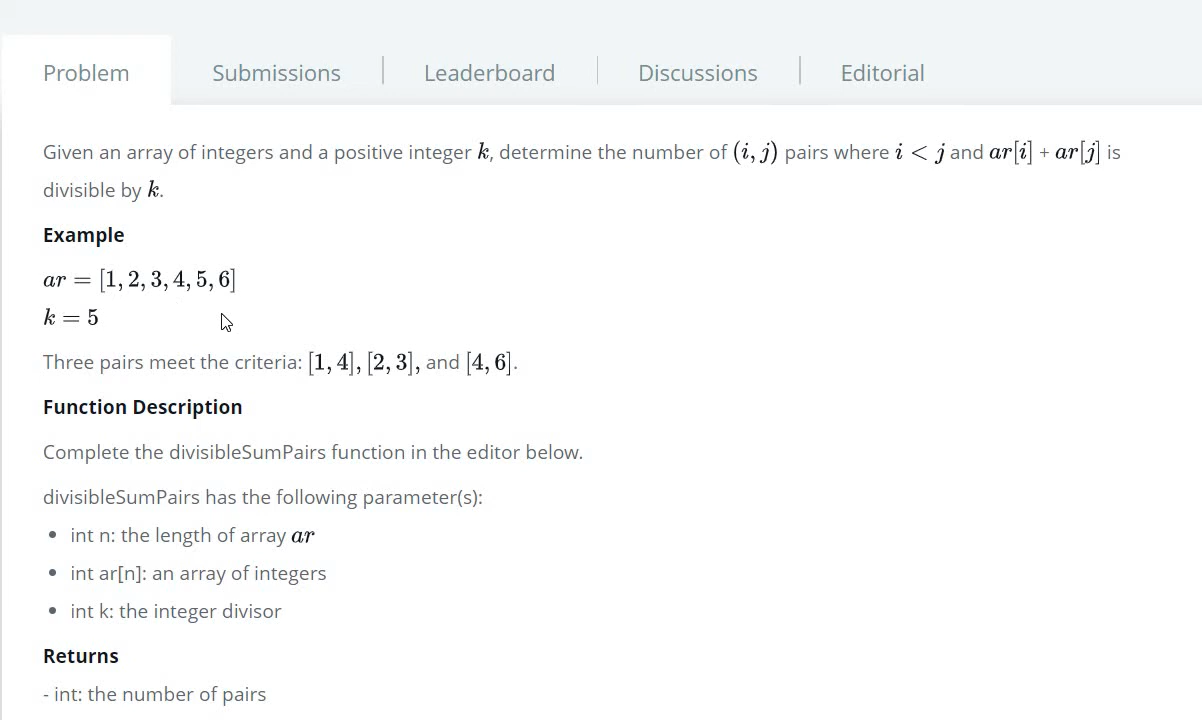 Problem Submissions Leaderboard Discussions Editorial
Given an array of integers and a positive integer k, determine the number of (i, j) pairs where i < j and ar[i] + ar[j] is
divisible by k.
Example
ar = [1, 2, 3, 4, 5, 6]
k = 5
Three pairs meet the criteria: [1, 4], [2, 3], and [4, 6].
Function Description
Complete the divisibleSumPairs function in the editor below.
divisibleSumPairs has the following parameter(s):
• int n: the length of array ar
• int ar[n]: an array of integers
• int k: the integer divisor
Returns
- int: the number of pairs